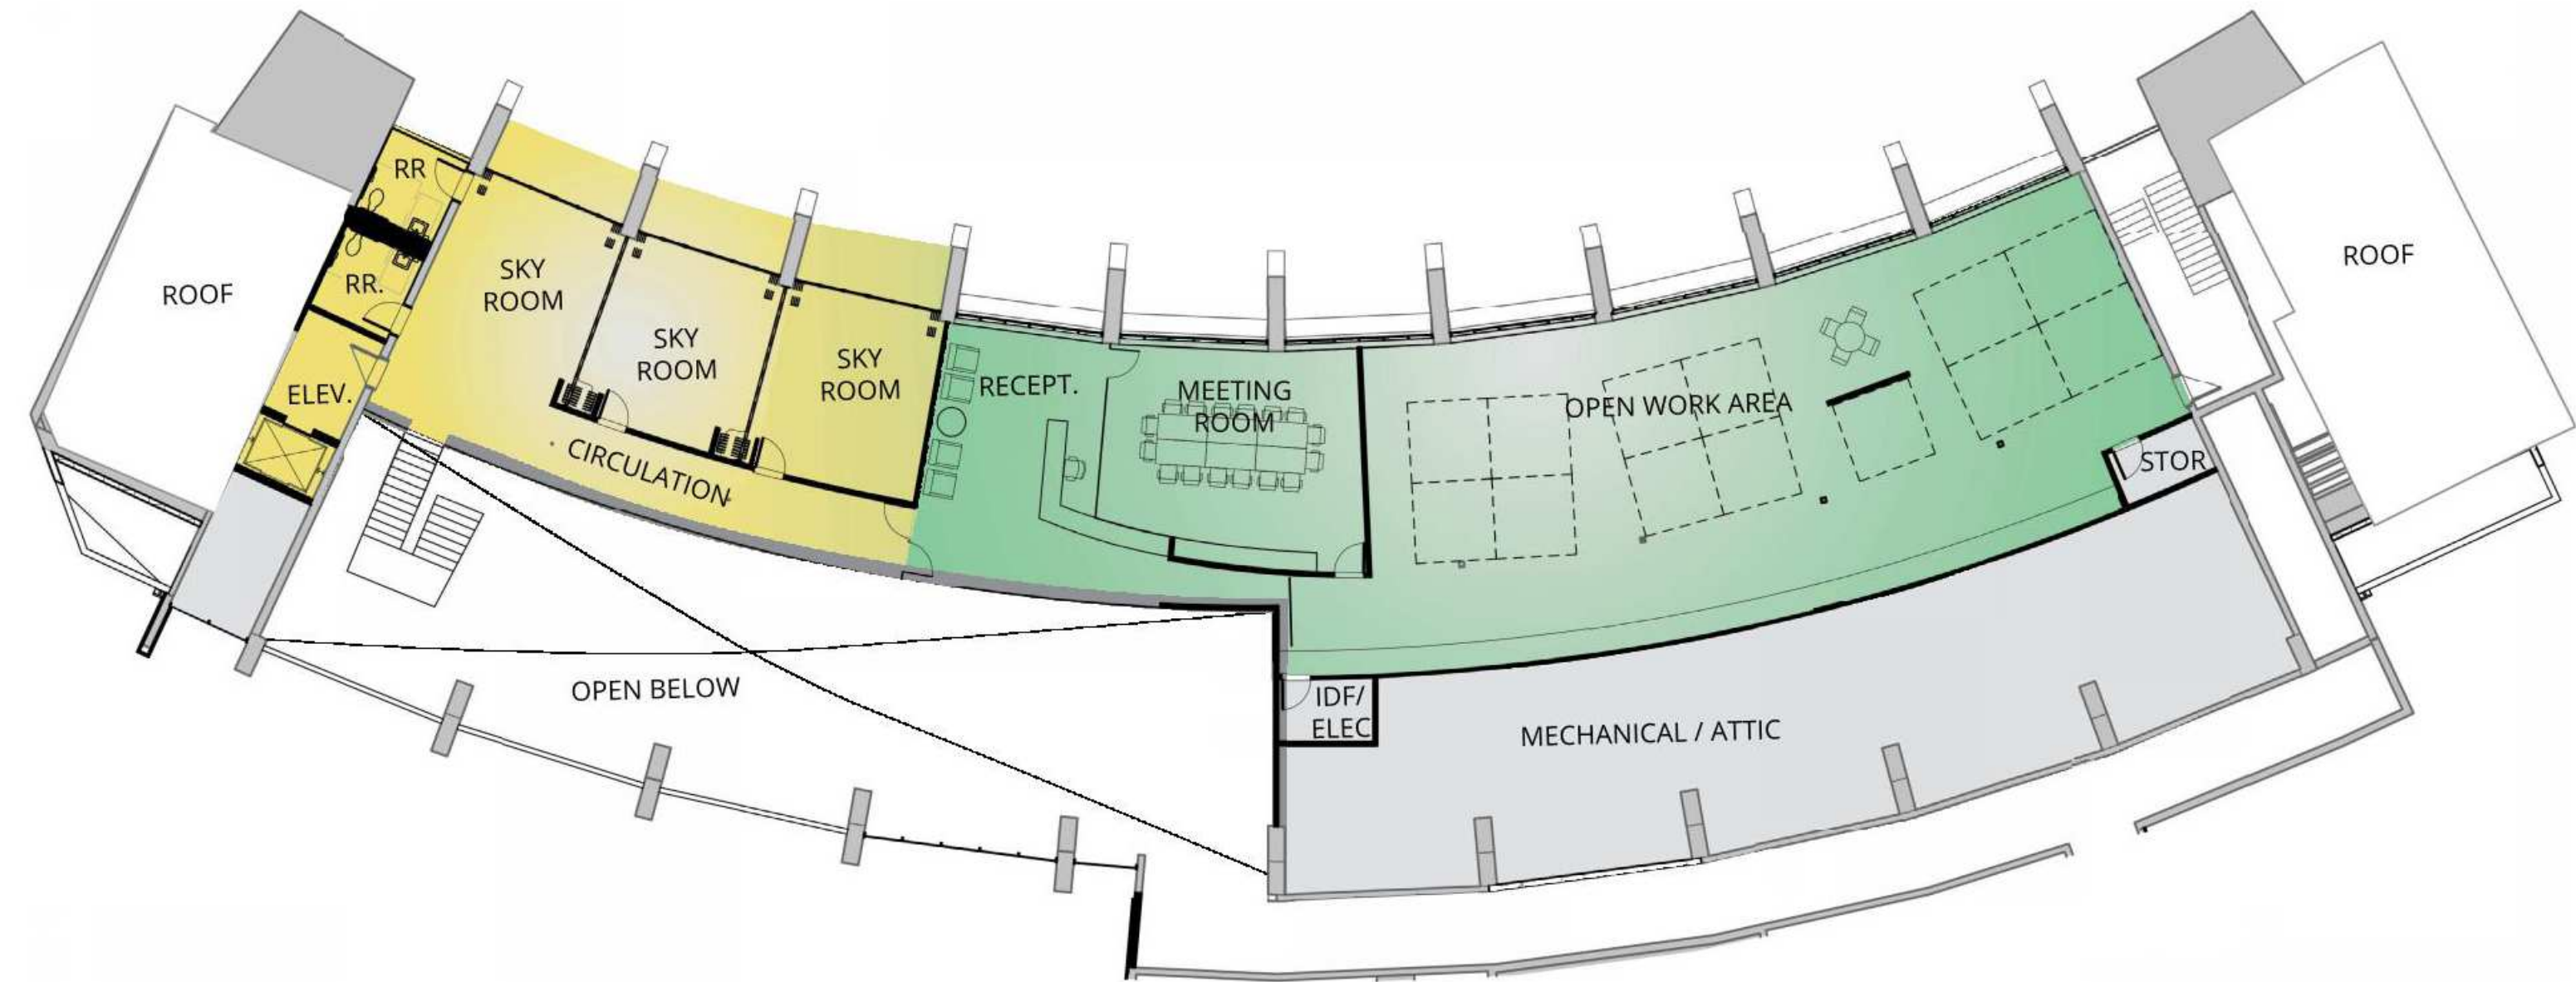 RR
RR.
ROOF
ELEV.
SKY
ROOM
SKY
ROOM
SKY
ROOM
CIRCULATION
RECEPT.
MEETING
ROOM
OPEN WORK AREA
STOR
ROOF
OPEN BELOW
IDF/
ELEC
MECHANICAL / ATTIC